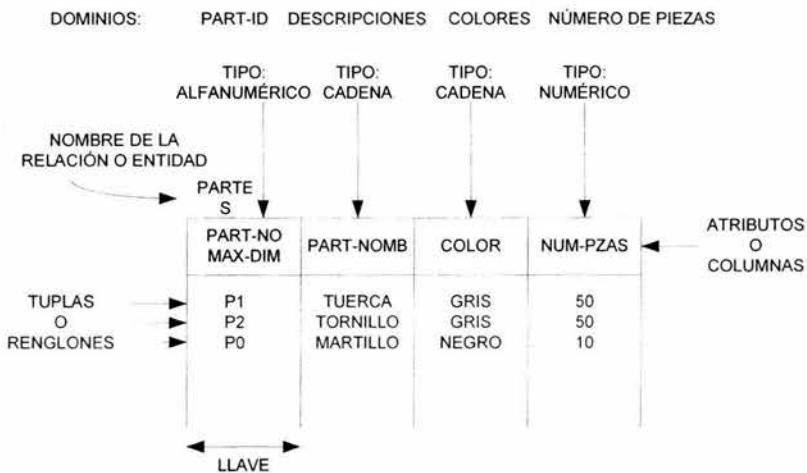 DOMINIOS: PART-ID DESCRIPCIONES COLORES NÚMERO DE PIEZAS
TIPO: TIPO: TIPO: TIPO:
ALFANUMÉRICO CADENA CADENA NUMÉRICO
NOMBRE DE LA
RELACIÓN O ENTIDAD
PARTE
S
PART-NO
MAX-DIM
PART-NOMB
COLOR
NUM-PZAS
ATRIBUTOS
O
COLUMNAS
TUPLAS
O
RENGLONES
P1 TUERCA GRIS 50
P2 TORNILLO GRIS 50
P0 MARTILLO NEGRO 10
LLAVE